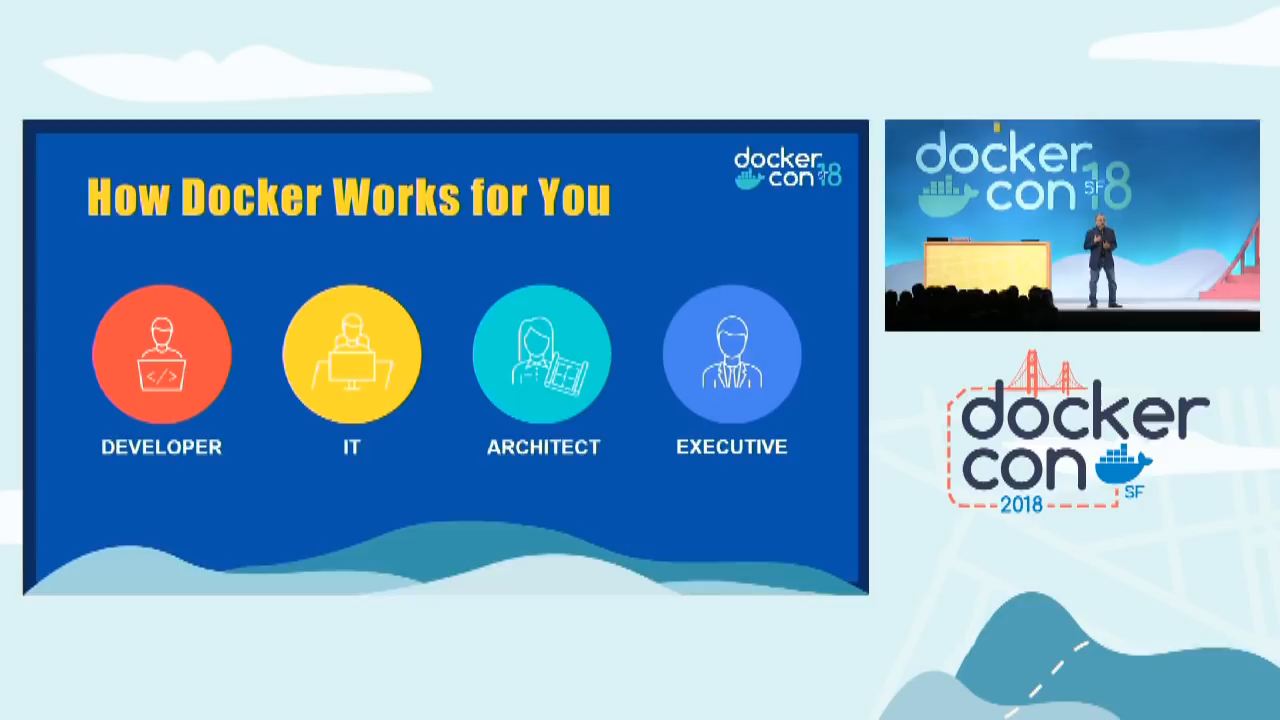 How Docker Works for You
docker
con 18
</>
DEVELOPER
IT
ARCHITECT
EXECUTIVE
docker
con SF 18
docker
con
SF
2018